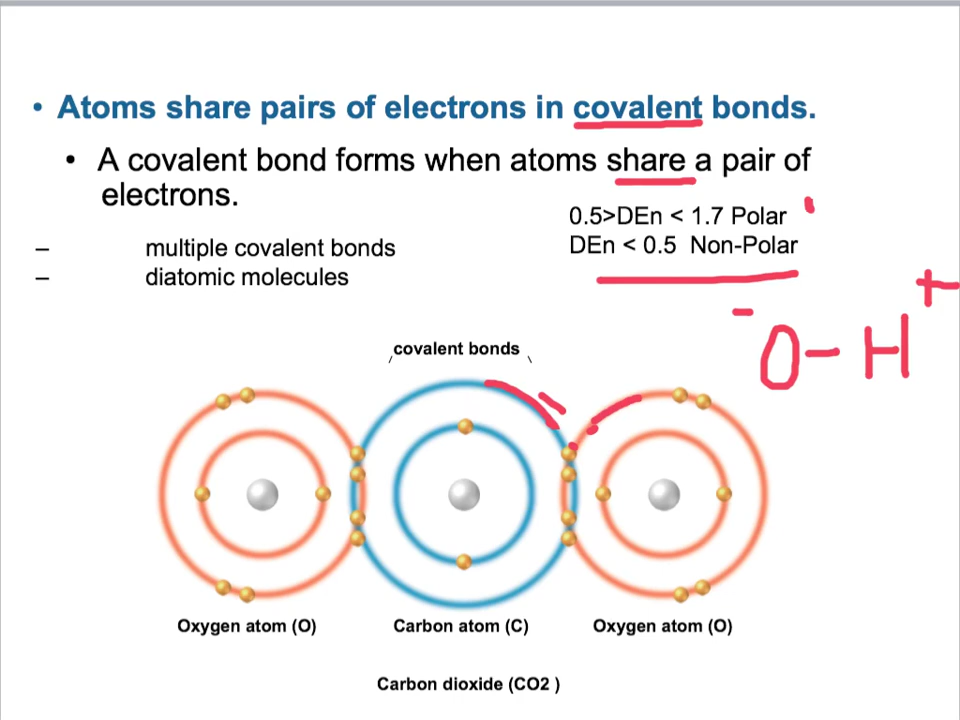 • Atoms share pairs of electrons in covalent bonds.
• A covalent bond forms when atoms share a pair of
electrons.
0.5>DEn < 1.7 Polar
DEn < 0.5 Non-Polar
– multiple covalent bonds
– diatomic molecules
- O - H +
covalent bonds
Oxygen atom (O)
Carbon atom (C)
Oxygen atom (O)
Carbon dioxide (CO2 )